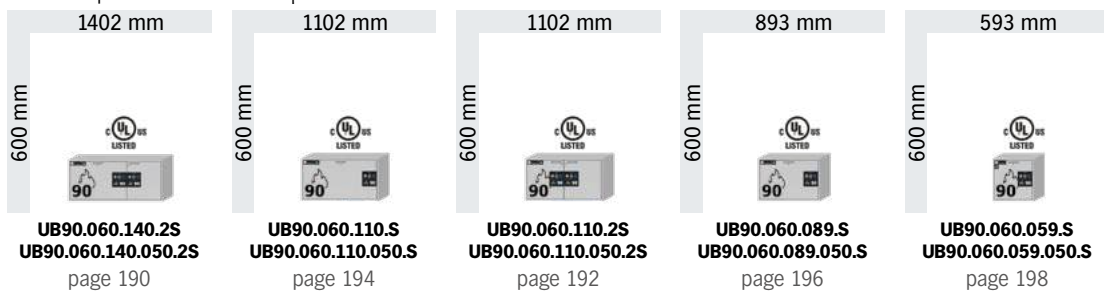 1402 mm
1102 mm
1102 mm
893 mm
593 mm
600 mm
600 mm
600 mm
600 mm
600 mm
C UL US
LISTED
C UL US
LISTED
C UL US
LISTED
C UL US
LISTED
C UL US
LISTED
90
90
90
90
90
UB90.060.140.2S
UB90.060.140.050.2S
page 190
UB90.060.110.S
UB90.060.110.050.S
page 194
UB90.060.110.2S
UB90.060.110.050.2S
page 192
UB90.060.089.S
UB90.060.089.050.S
page 196
UB90.060.059.S
UB90.060.059.050.S
page 198